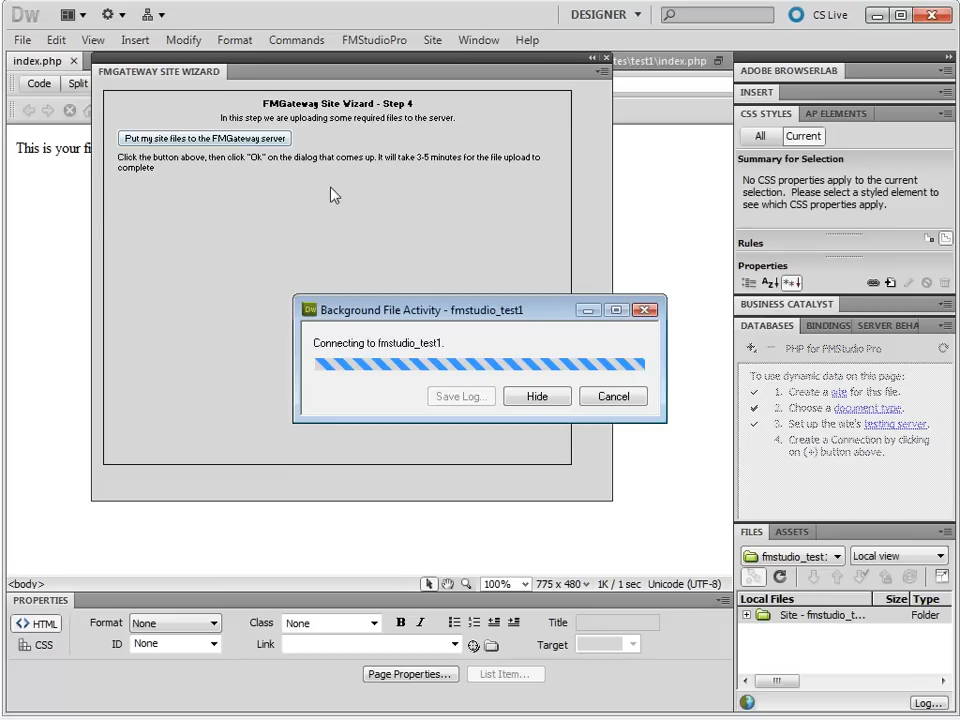 Dw
DESIGNER
CS Live
File Edit View Insert Modify Format Commands FMStudioPro Site Window Help
index.php
tes\test1\index.php
Code Split
This is your fi
FMGATEWAY SITE WIZARD
FMGateway Site Wizard - Step 4
In this step we are uploading some required files to the server.
Put my site files to the FMGateway server
Click the button above, then click "Ok" on the dialog that comes up. It will take 3-5 minutes for the file upload to
complete
Dw Background File Activity - fmstudio_test1
Connecting to fmstudio_test1.
Save Log... Hide Cancel
ADOBE BROWSERLAB
INSERT
CSS STYLES AP ELEMENTS
All Current
Summary for Selection
No CSS properties apply to the current
selection. Please select a styled element to
see which CSS properties apply.
Rules
Properties
BUSINESS CATALYST
DATABASES BINDINGS SERVER BEHA
PHP for FMStudio Pro
To use dynamic data on this page:
1. Create a site for this file.
2. Choose a document type.
3. Set up the site's testing server.
4. Create a Connection by clicking
on (+) button above.
FILES ASSETS
fmstudio_test: Local view
Local Files Size Type
Site - fmstudio_t... Folder
Log...
<body>
100% 775 x 480 1K / 1 sec Unicode (UTF-8)
PROPERTIES
<> HTML Format None Class None B I Title
CSS ID None Link Target
Page Properties... List Item...